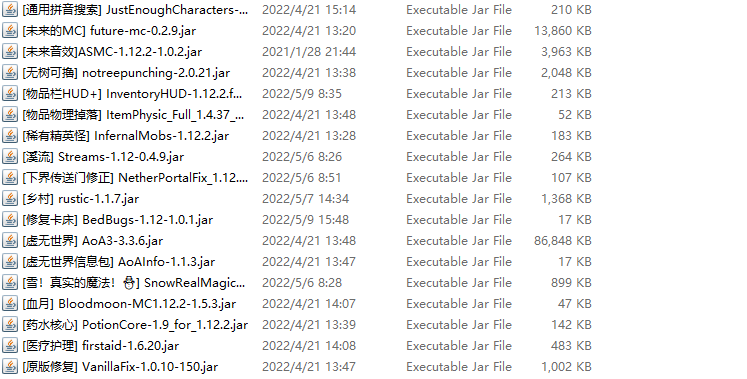 [通用拼音搜索] JustEnoughCharacters-... 2022/4/21 15:14 Executable Jar File 210 KB
[未来的MC] future-mc-0.2.9.jar 2022/4/21 13:20 Executable Jar File 13,860 KB
[未来音效]ASMC-1.12.2-1.0.2.jar 2021/1/28 21:44 Executable Jar File 3,963 KB
[无树可撸] notreepunching-2.0.21.jar 2022/4/21 13:38 Executable Jar File 2,048 KB
[物品栏HUD+] InventoryHUD-1.12.2.f... 2022/5/9 8:35 Executable Jar File 213 KB
[物品物理掉落] ItemPhysic_Full_1.4.37_... 2022/4/21 13:48 Executable Jar File 52 KB
[稀有精英怪] InfernalMobs-1.12.2.jar 2022/4/21 13:28 Executable Jar File 183 KB
[溪流] Streams-1.12-0.4.9.jar 2022/5/6 8:26 Executable Jar File 264 KB
[下界传送门修正] NetherPortalFix_1.12.... 2022/5/6 8:51 Executable Jar File 107 KB
[乡村] rustic-1.1.7.jar 2022/5/7 14:34 Executable Jar File 1,368 KB
[修复卡床] BedBugs-1.12-1.0.1.jar 2022/5/9 15:48 Executable Jar File 17 KB
[虚无世界] AoA3-3.3.6.jar 2022/4/21 13:48 Executable Jar File 86,848 KB
[虚无世界信息包] AoAInfo-1.1.3.jar 2022/4/21 13:47 Executable Jar File 17 KB
[雪！真实的魔法！⛄] SnowRealMagic... 2022/5/6 8:28 Executable Jar File 899 KB
[血月] Bloodmoon-MC1.12.2-1.5.3.jar 2022/4/21 14:07 Executable Jar File 47 KB
[药水核心] PotionCore-1.9_for_1.12.2.jar 2022/4/21 13:39 Executable Jar File 142 KB
[医疗护理] firstaid-1.6.20.jar 2022/4/21 14:08 Executable Jar File 483 KB
[原版修复] VanillaFix-1.0.10-150.jar 2022/4/21 13:47 Executable Jar File 1,002 KB